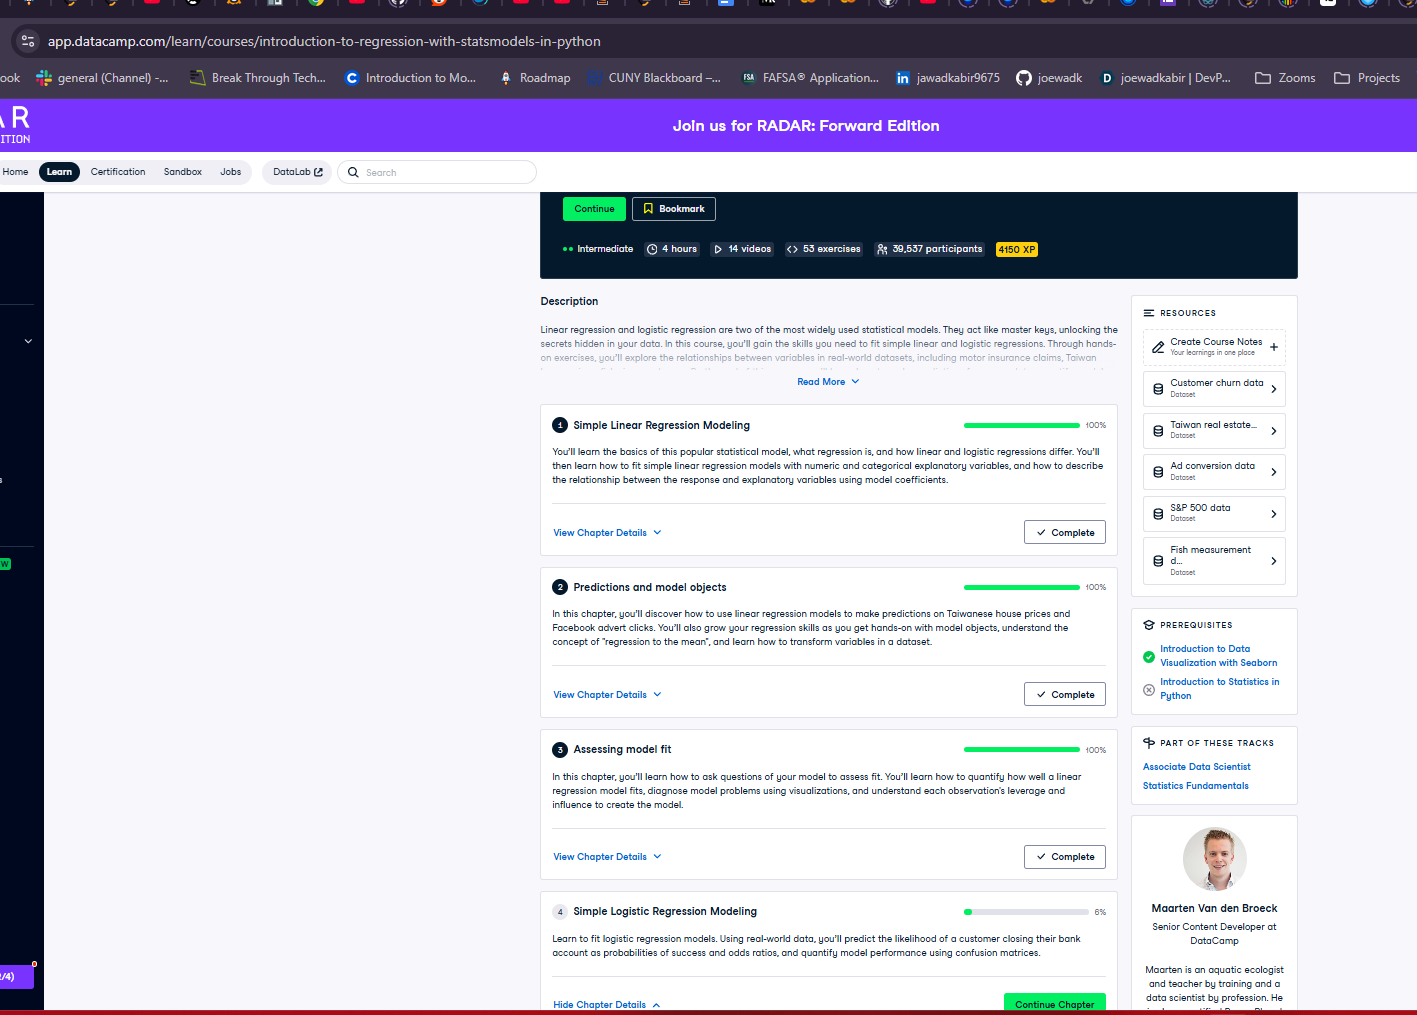 app.datacamp.com/learn/courses/introduction-to-regression-with-statsmodels-in-python
ook
general (Channel) -...
Break Through Tech...
Introduction to Mo...
Roadmap
CUNY Blackboard –...
FAFSA® Application...
jawadkabir9675
joewadk
joewadkabir | DevP...
Zooms
Projects
AR
ITION
Join us for RADAR: Forward Edition
Home
Learn
Certification
Sandbox
Jobs
DataLab
Search
Continue
Bookmark
Intermediate
4 hours
14 videos
53 exercises
39,537 participants
4150 XP
Description
Linear regression and logistic regression are two of the most widely used statistical models. They act like master keys, unlocking the
secrets hidden in your data. In this course, you'll gain the skills you need to fit simple linear and logistic regressions. Through hands-
on exercises, you'll explore the relationships between variables in real-world datasets, including motor insurance claims, Taiwan
Read More
1 Simple Linear Regression Modeling
100%
You'll learn the basics of this popular statistical model, what regression is, and how linear and logistic regressions differ. You'll
then learn how to fit simple linear regression models with numeric and categorical explanatory variables, and how to describe
the relationship between the response and explanatory variables using model coefficients.
View Chapter Details
Complete
2 Predictions and model objects
100%
In this chapter, you'll discover how to use linear regression models to make predictions on Taiwanese house prices and
Facebook advert clicks. You'll also grow your regression skills as you get hands-on with model objects, understand the
concept of "regression to the mean", and learn how to transform variables in a dataset.
View Chapter Details
Complete
3 Assessing model fit
100%
In this chapter, you'll learn how to ask questions of your model to assess fit. You'll learn how to quantify how well a linear
regression model fits, diagnose model problems using visualizations, and understand each observation's leverage and
influence to create the model.
View Chapter Details
Complete
4 Simple Logistic Regression Modeling
6%
Learn to fit logistic regression models. Using real-world data, you'll predict the likelihood of a customer closing their bank
account as probabilities of success and odds ratios, and quantify model performance using confusion matrices.
Hide Chapter Details
Continue Chapter
RESOURCES
Create Course Notes
Your learnings in one place
Customer churn data
Dataset
Taiwan real estate...
Dataset
Ad conversion data
Dataset
S&P 500 data
Dataset
Fish measurement
d...
Dataset
PREREQUISITES
Introduction to Data
Visualization with Seaborn
Introduction to Statistics in
Python
PART OF THESE TRACKS
Associate Data Scientist
Statistics Fundamentals
Maarten Van den Broeck
Senior Content Developer at
DataCamp
Maarten is an aquatic ecologist
and teacher by training and a
data scientist by profession. He
s
W
/4)